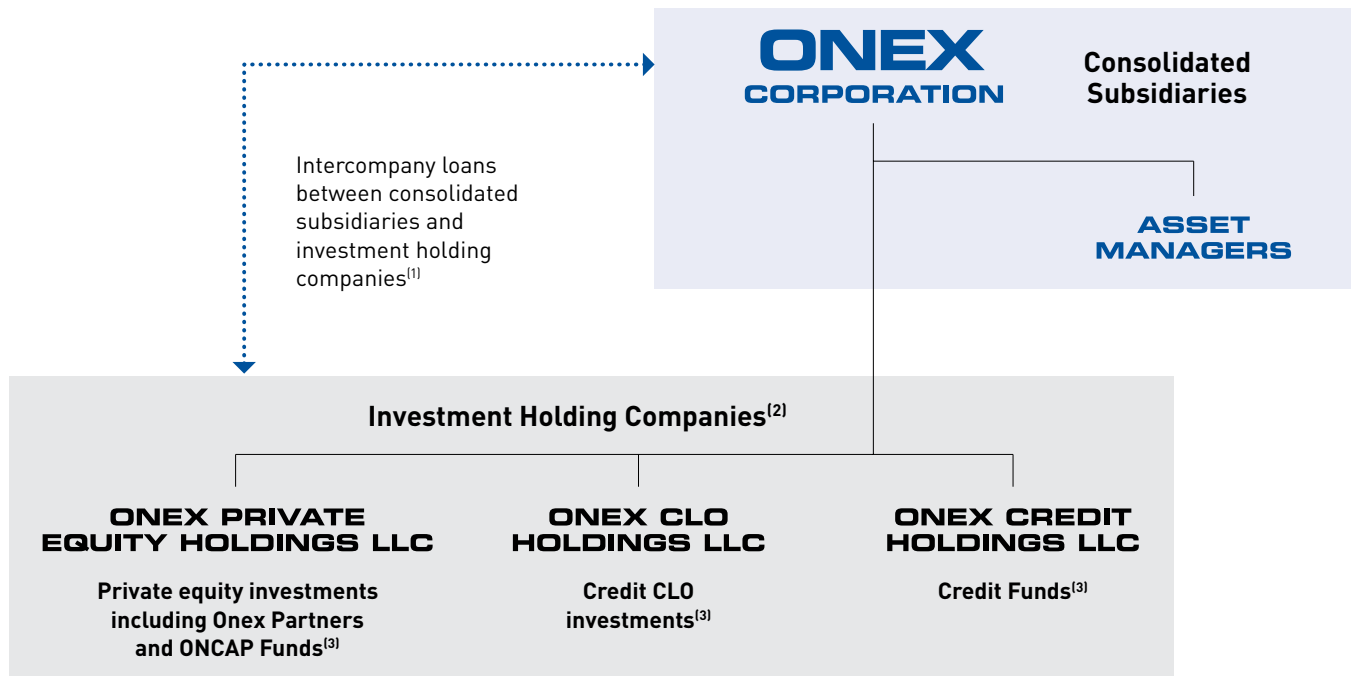 ONEX
CORPORATION
Consolidated
Subsidiaries
Intercompany loans
between consolidated
subsidiaries and
investment holding
companies(1)
ASSET
MANAGERS
Investment Holding Companies(2)
ONEX PRIVATE
EQUITY HOLDINGS LLC
Private equity investments
including Onex Partners
and ONCAP Funds(3)
ONEX CLO
HOLDINGS LLC
Credit CLO
investments(3)
ONEX CREDIT
HOLDINGS LLC
Credit Funds(3)